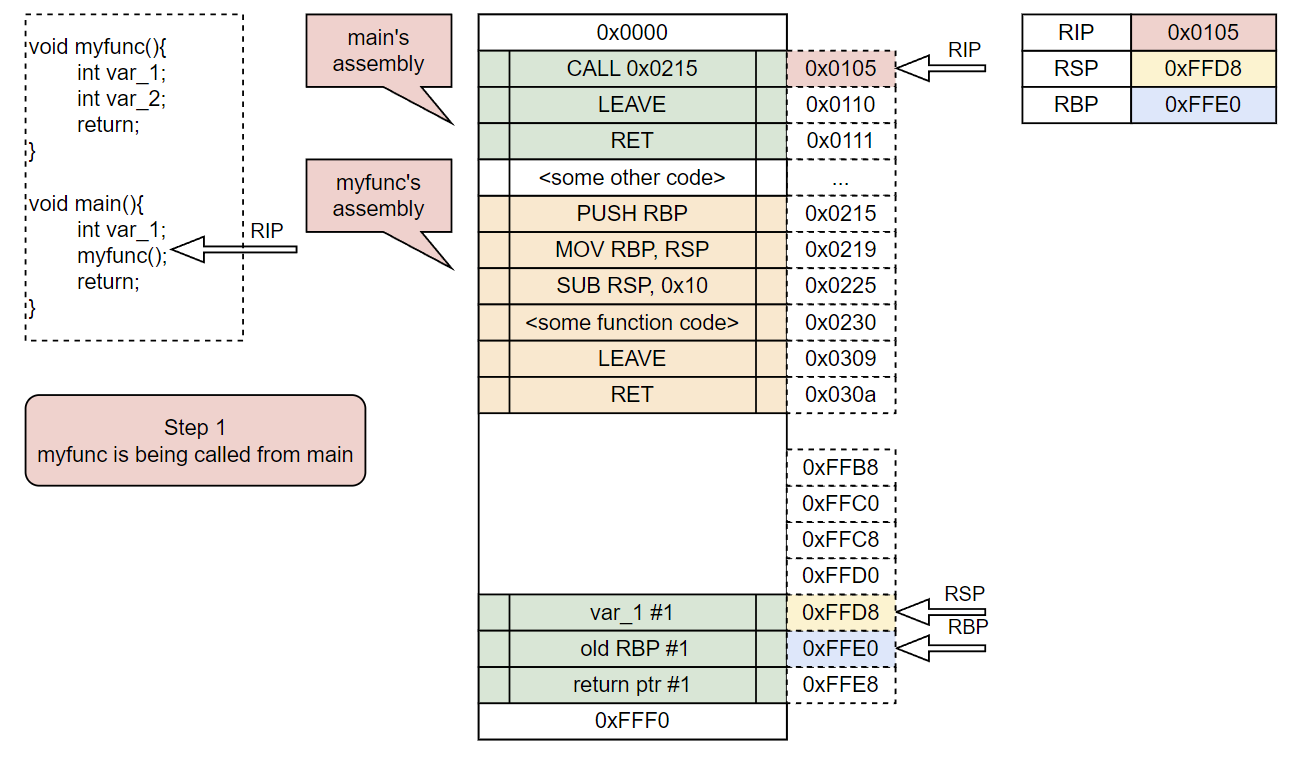 void myfunc(){
int var_1;
int var_2;
return;
}
void main(){
int var_1;
myfunc();
return;
}
RIP
Step 1
myfunc is being called from main
main's
assembly
myfunc's
assembly
0x0000
CALL 0x0215 0x0105
LEAVE 0x0110
RET 0x0111
<some other code> ...
PUSH RBP 0x0215
MOV RBP, RSP 0x0219
SUB RSP, 0x10 0x0225
<some function code> 0x0230
LEAVE 0x0309
RET 0x030a
0xFFB8
0xFFC0
0xFFC8
0xFFD0
var_1 #1 0xFFD8
old RBP #1 0xFFE0
return ptr #1 0xFFE8
0xFFF0
RIP
RSP
RBP
RIP 0x0105
RSP 0xFFD8
RBP 0xFFE0